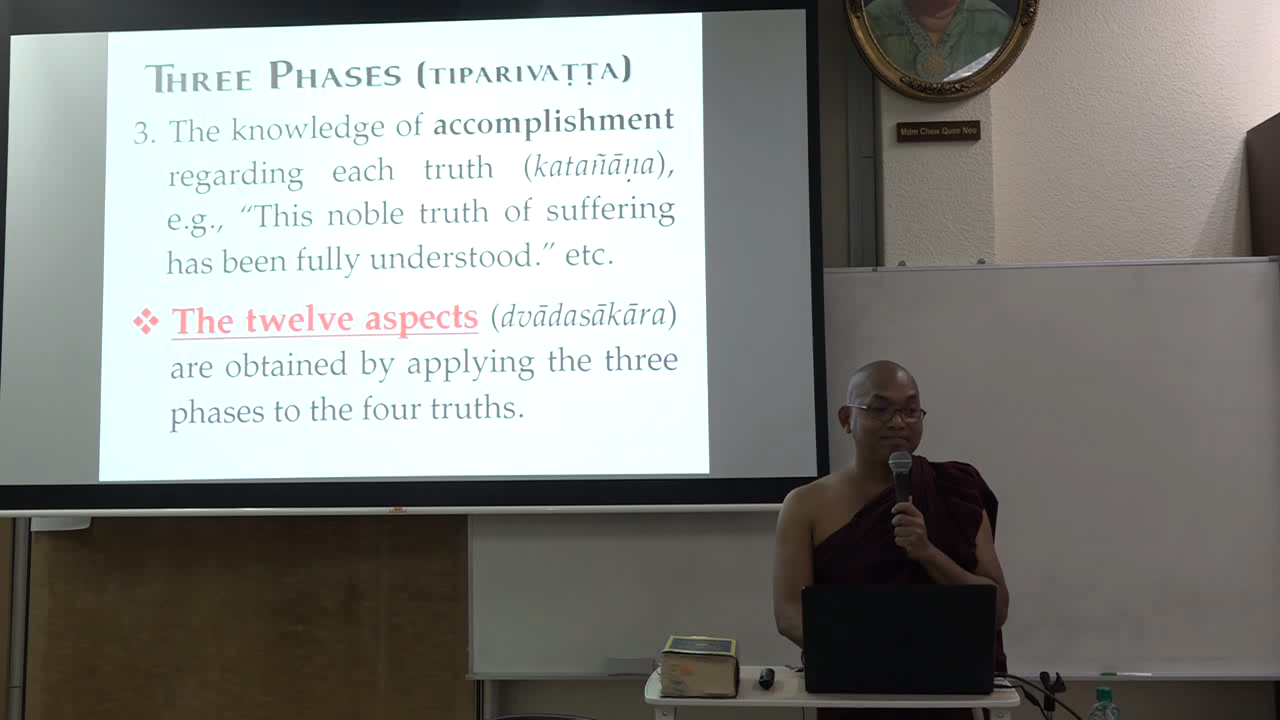 THREE PHASES (TIPARIVAṬṬA)
3. The knowledge of accomplishment
regarding each truth (katañāṇa),
e.g., “This noble truth of suffering
has been fully understood.” etc.
❖ The twelve aspects (dvādasākāra)
are obtained by applying the three
phases to the four truths.
Mdm Chew Quee Neo